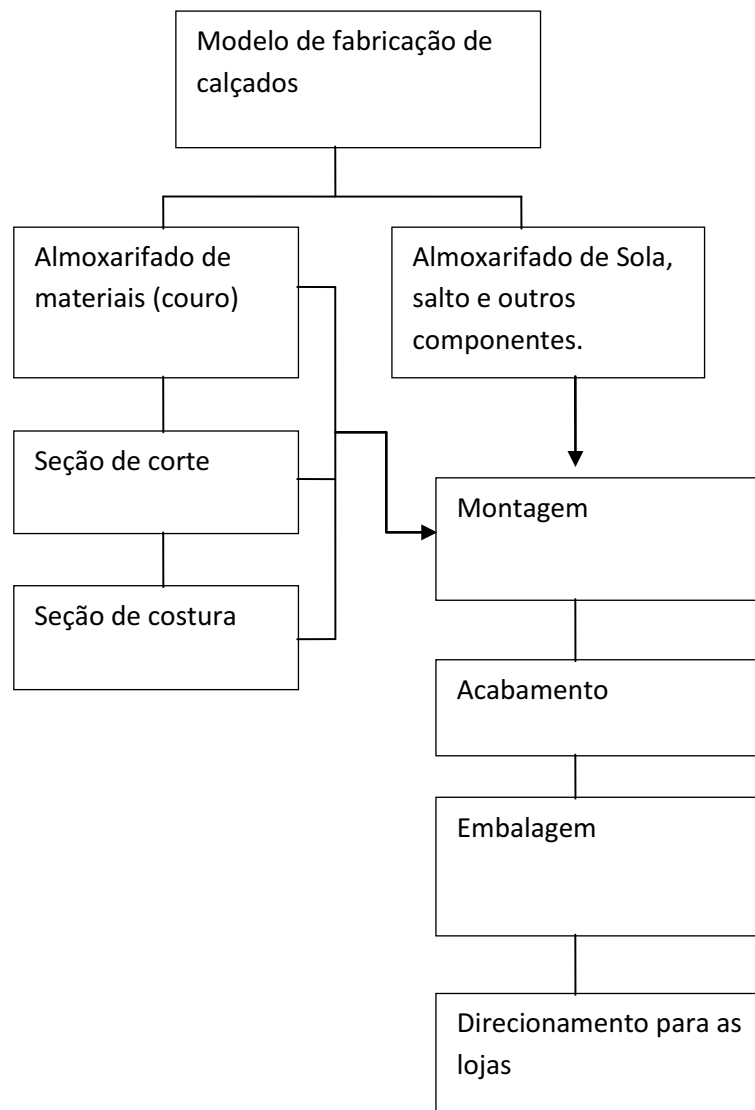 Modelo de fabricação de
calçados
Almoxarifado de
materiais (couro)
Almoxarifado de Sola,
salto e outros
componentes.
Seção de corte
Montagem
Seção de costura
Acabamento
Embalagem
Direcionamento para as
lojas